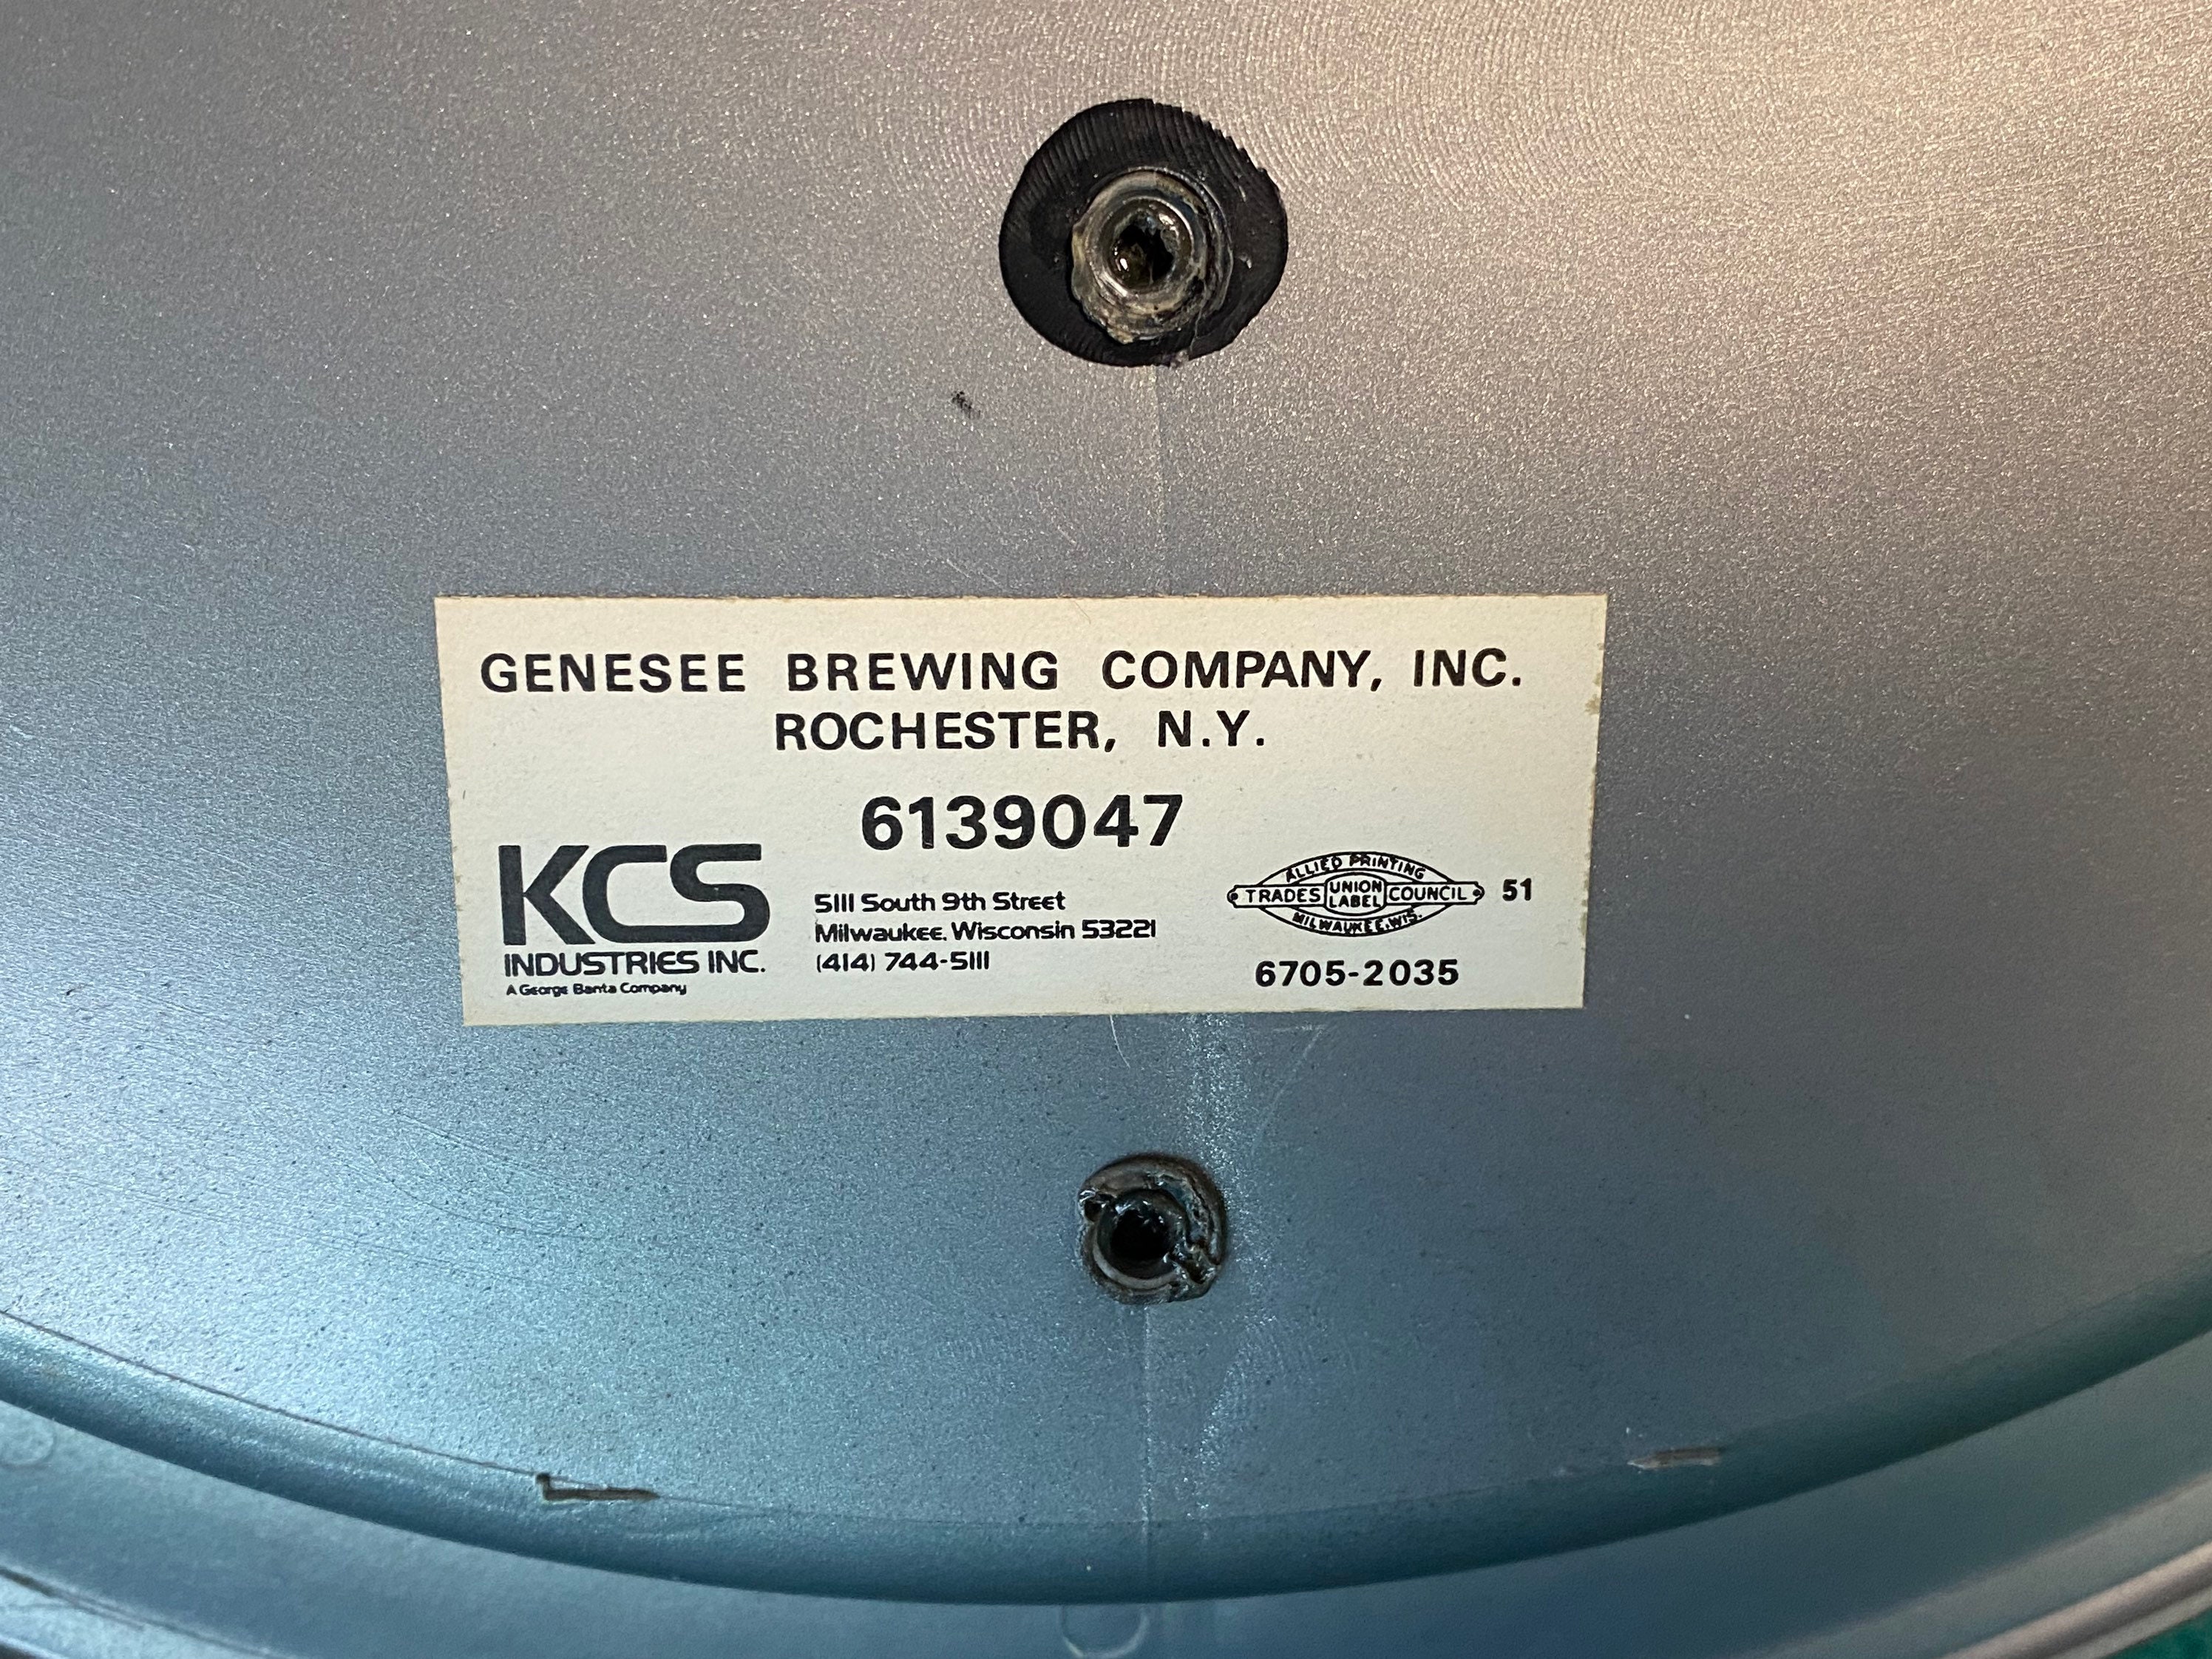 GENESEE BREWING COMPANY, INC.
ROCHESTER, N.Y.
6139047
KCS
INDUSTRIES INC.
A George Banta Company
5111 South 9th Street
Milwaukee, Wisconsin 53221
(414) 744-5111
ALLIED PRINTING
TRADES UNION LABEL COUNCIL
MILWAUKEE, WIS.
51
6705-2035